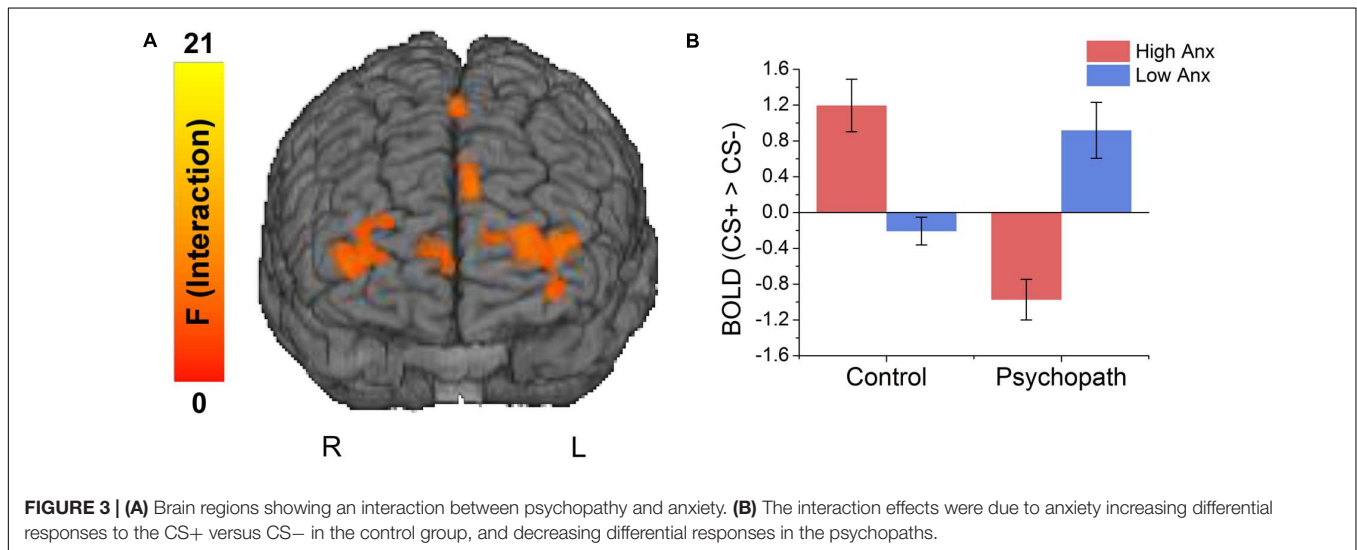 A
21
F (Interaction)
0
R L
B
High Anx
Low Anx
BOLD (CS+ > CS-)
1.6
1.2
0.8
0.4
0.0
-0.4
-0.8
-1.2
-1.6
Control Psychopath
FIGURE 3 | (A) Brain regions showing an interaction between psychopathy and anxiety. (B) The interaction effects were due to anxiety increasing differential
responses to the CS+ versus CS− in the control group, and decreasing differential responses in the psychopaths.